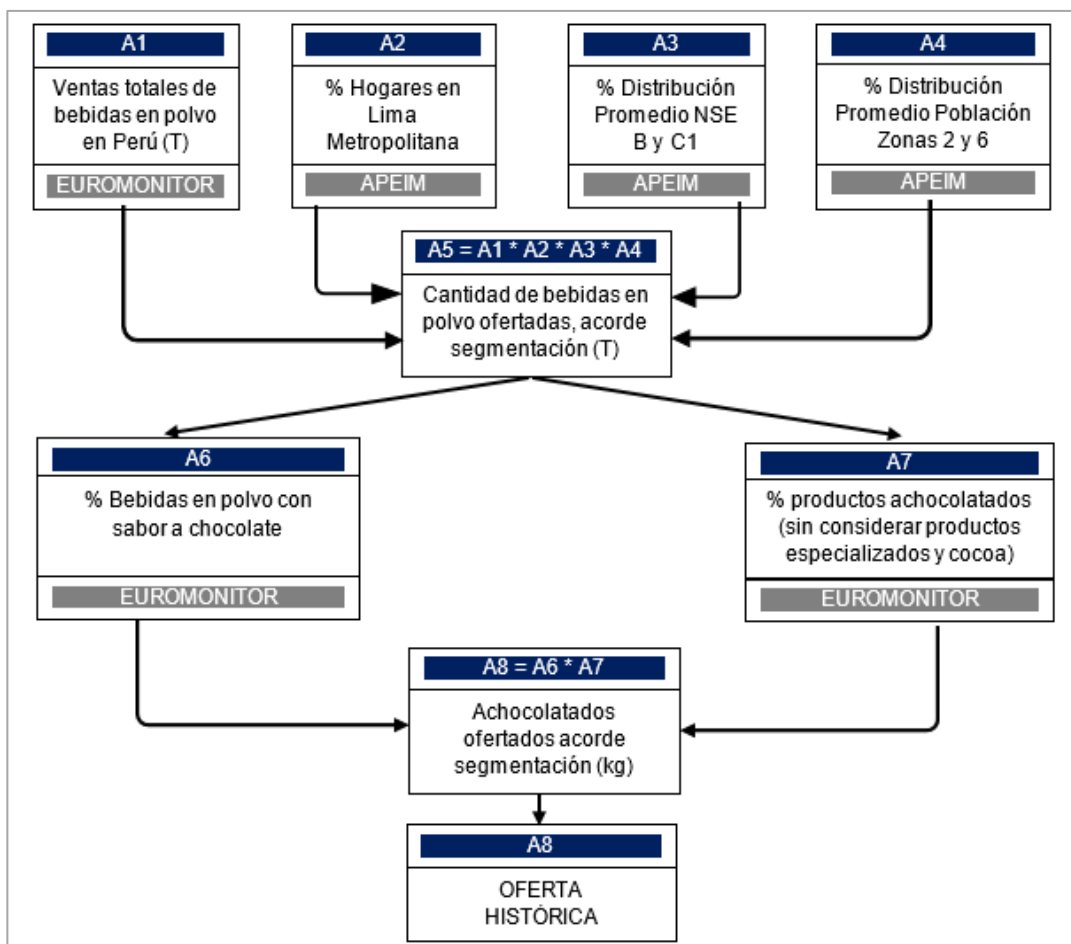 A1
Ventas totales de
bebidas en polvo
en Perú (T)
EUROMONITOR
A2
% Hogares en
Lima
Metropolitana
APEIM
A3
% Distribución
Promedio NSE
B y C1
APEIM
A4
% Distribución
Promedio Población
Zonas 2 y 6
APEIM
A5 = A1 * A2 * A3 * A4
Cantidad de bebidas en
polvo ofertadas, acorde
segmentación (T)
A6
% Bebidas en polvo con
sabor a chocolate
EUROMONITOR
A7
% productos achocolatados
(sin considerar productos
especializados y cocoa)
EUROMONITOR
A8 = A6 * A7
Achocolatados
ofertados acorde
segmentación (kg)
A8
OFERTA
HISTÓRICA